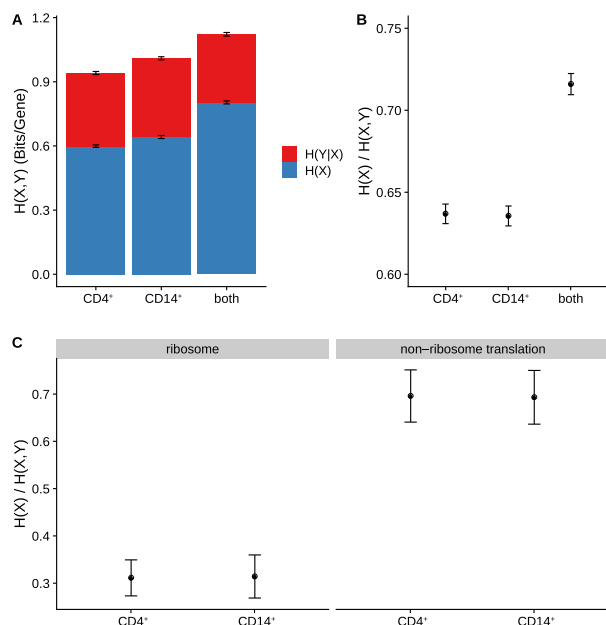 A
H(X,Y) (Bits/Gene)
1.2
0.9
0.6
0.3
0.0
CD4⁺
CD14⁺
both
H(Y|X)
H(X)
B
H(X) / H(X,Y)
0.75
0.70
0.65
0.60
CD4⁺
CD14⁺
both
C
ribosome
non−ribosome translation
H(X) / H(X,Y)
0.7
0.6
0.5
0.4
0.3
CD4⁺
CD14⁺
CD4⁺
CD14⁺